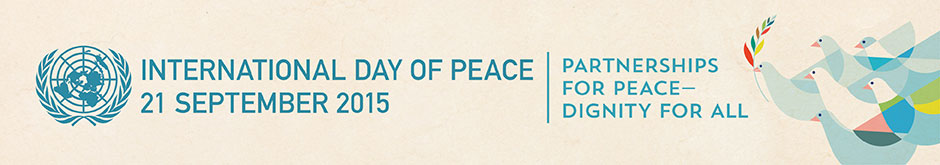 INTERNATIONAL DAY OF PEACE
21 SEPTEMBER 2015
PARTNERSHIPS
FOR PEACE—
DIGNITY FOR ALL